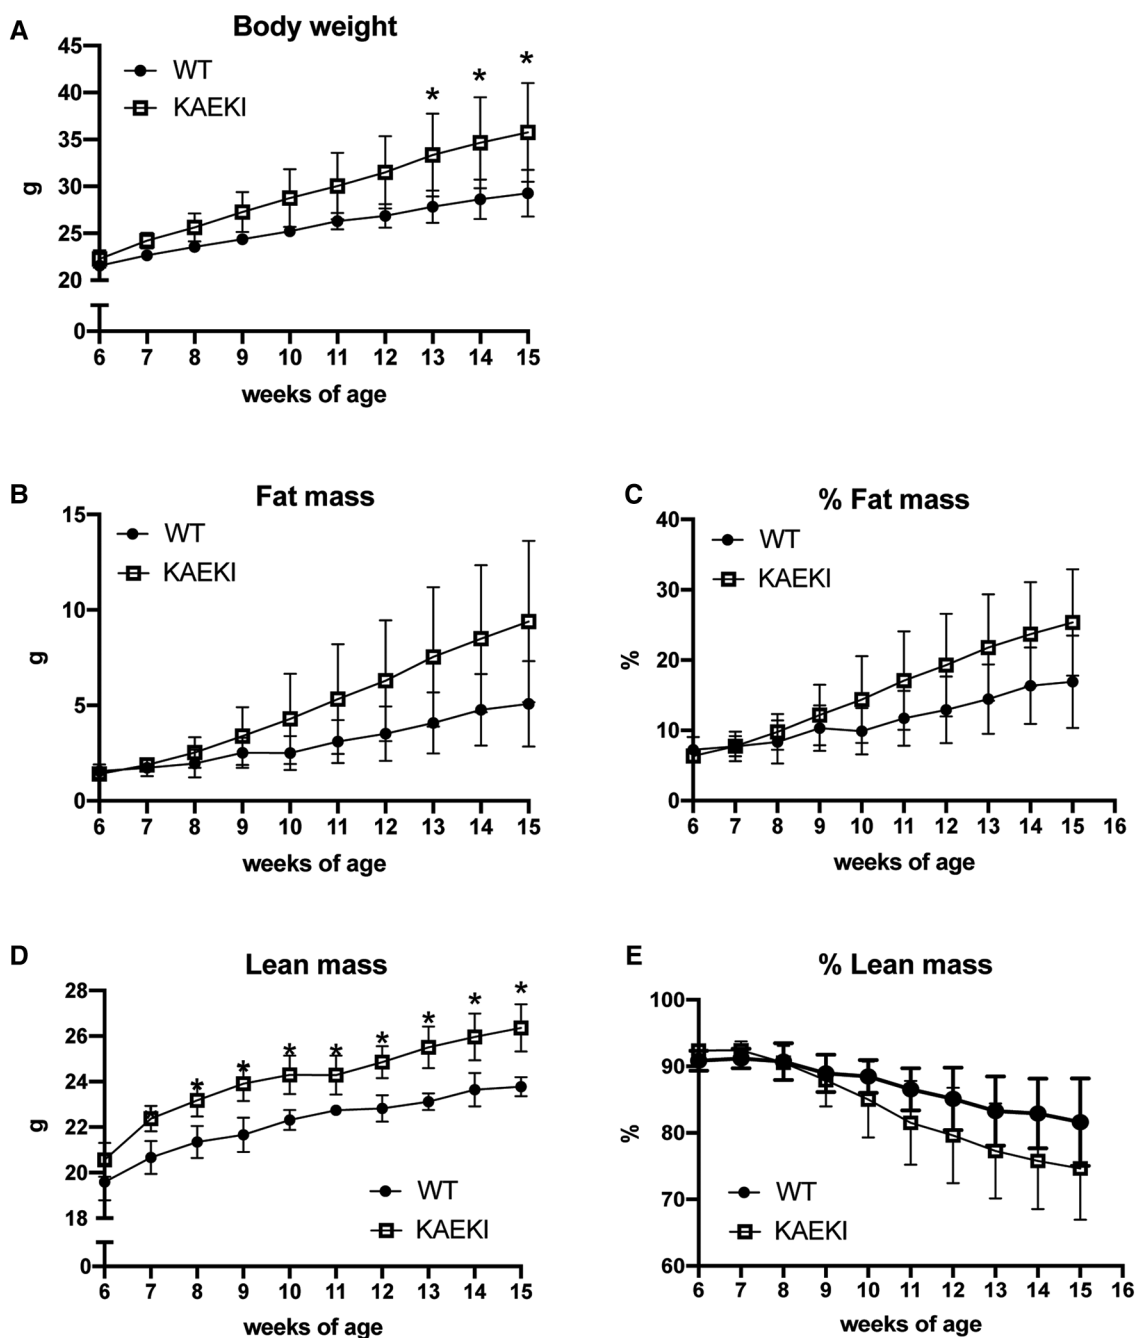 A
Body weight
45
40
35
30
25
20
0
g
WT
KAEKI
* * *
6 7 8 9 10 11 12 13 14 15
weeks of age
B
Fat mass
15
10
5
0
g
WT
KAEKI
6 7 8 9 10 11 12 13 14 15
weeks of age
C
% Fat mass
40
30
20
10
0
%
WT
KAEKI
6 7 8 9 10 11 12 13 14 15 16
weeks of age
D
Lean mass
28
26
24
22
20
18
0
g
* * * * * * * *
WT
KAEKI
6 7 8 9 10 11 12 13 14 15
weeks of age
E
% Lean mass
100
90
80
70
60
%
WT
KAEKI
6 7 8 9 10 11 12 13 14 15 16
weeks of age